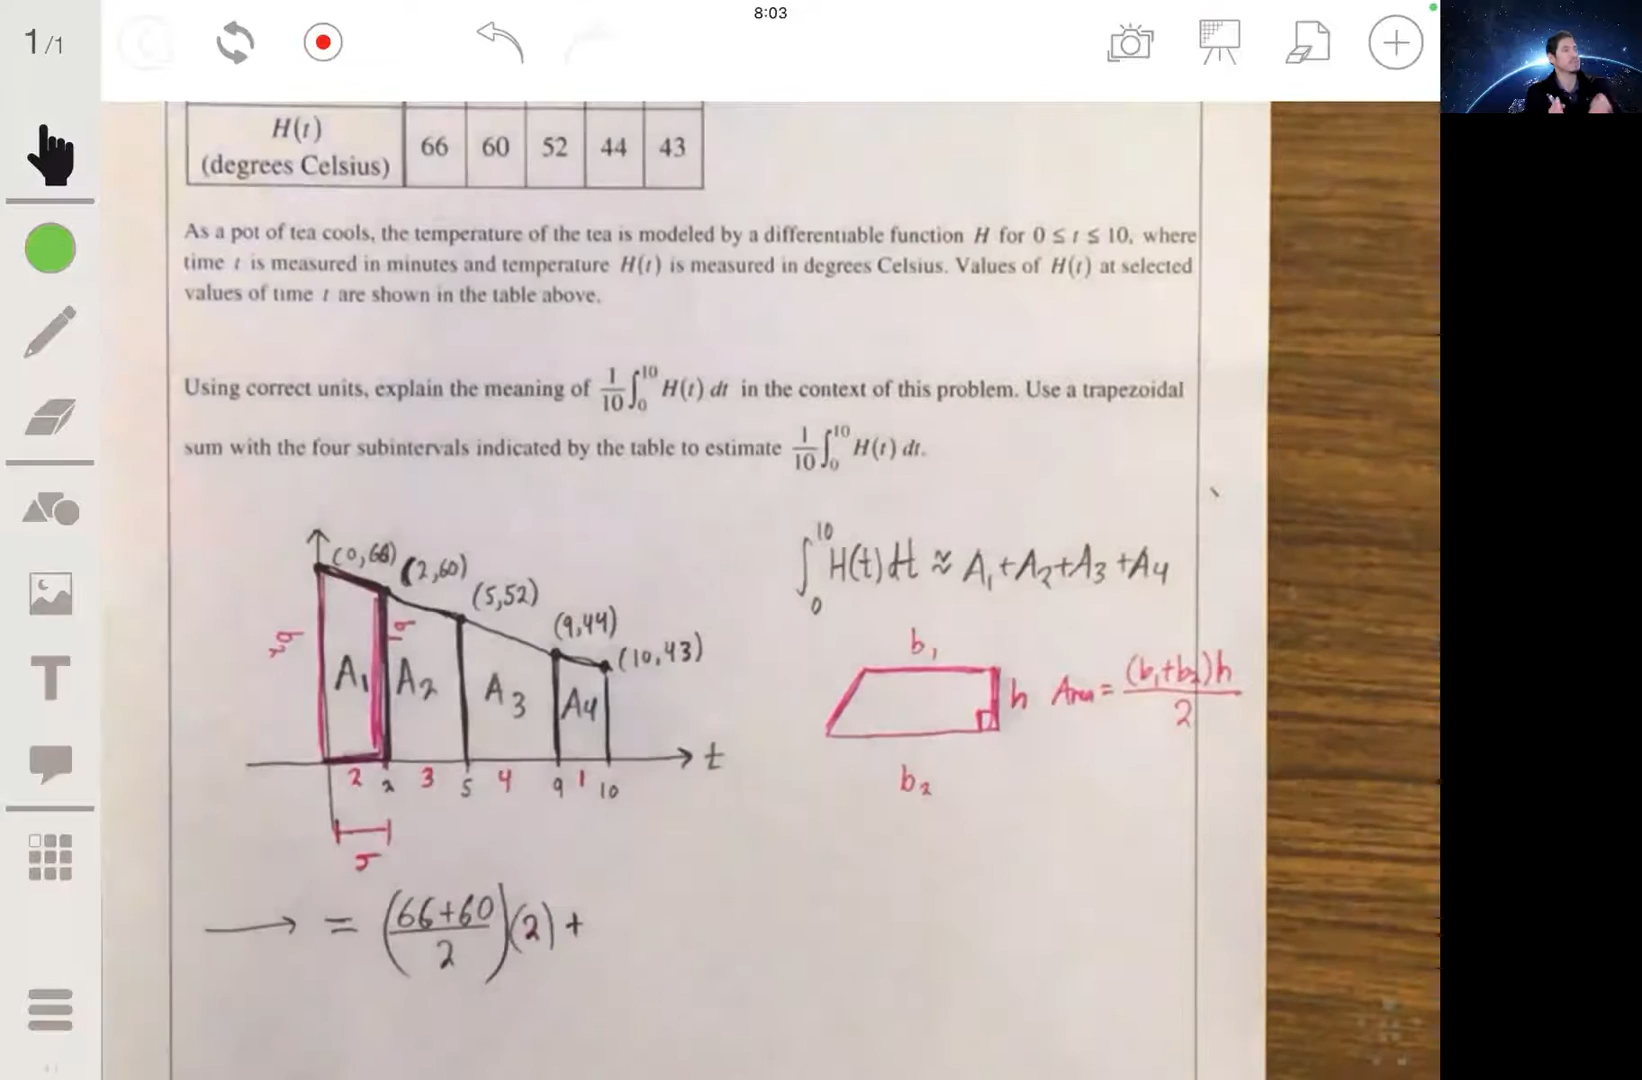 8:03
1/1
H(t)
(degrees Celsius)
66 60 52 44 43
As a pot of tea cools, the temperature of the tea is modeled by a differentiable function H for 0 ≤ t ≤ 10, where
time t is measured in minutes and temperature H(t) is measured in degrees Celsius. Values of H(t) at selected
values of time t are shown in the table above.
Using correct units, explain the meaning of 1/10 ∫₀¹⁰ H(t) dt in the context of this problem. Use a trapezoidal
sum with the four subintervals indicated by the table to estimate 1/10 ∫₀¹⁰ H(t) dt.
(0,66)
(2,60)
(5,52)
(9,44)
(10,43)
b₂
b₁
A₁ A₂ A₃ A₄
t
2 2 3 5 4 9 1 10
∫₀¹⁰ H(t)dt ≈ A₁+A₂+A₃+A₄
b₁
h Area = (b₁+b₂)h/2
b₂
→ = ((66+60)/2)(2) +
T